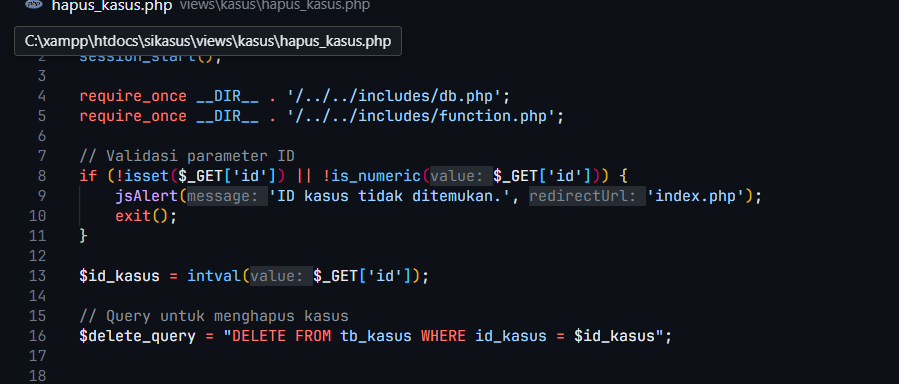 hapus_kasus.php views\kasus\hapus_kasus.php
C:\xampp\htdocs\sikasus\views\kasus\hapus_kasus.php
2 session_start();
3
4 require_once __DIR__ . '/../../includes/db.php';
5 require_once __DIR__ . '/../../includes/function.php';
6
7 // Validasi parameter ID
8 if (!isset($_GET['id']) || !is_numeric(value: $_GET['id'])) {
9 jsAlert(message: 'ID kasus tidak ditemukan.', redirectUrl: 'index.php');
10 exit();
11 }
12
13 $id_kasus = intval(value: $_GET['id']);
14
15 // Query untuk menghapus kasus
16 $delete_query = "DELETE FROM tb_kasus WHERE id_kasus = $id_kasus";
17
18